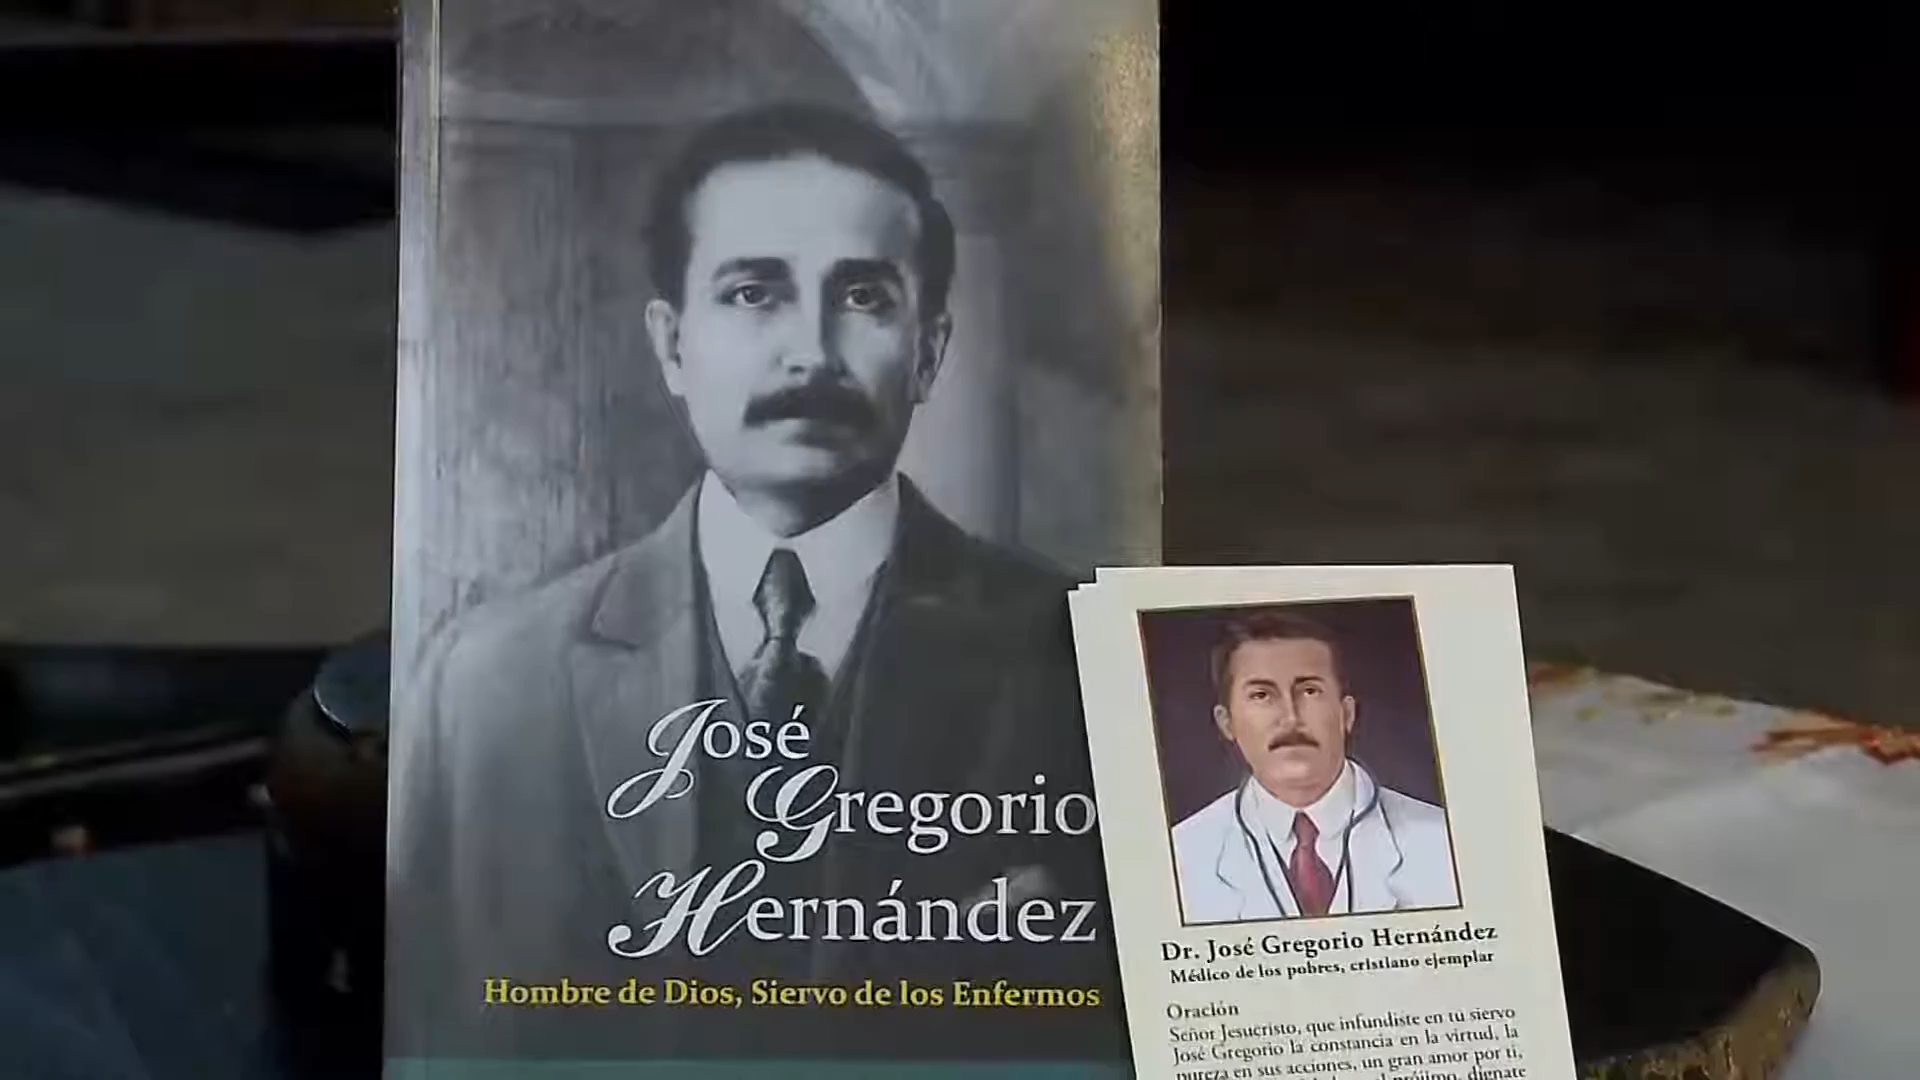 José
Gregorio
Hernández
Hombre de Dios, Siervo de los Enfermos
Dr. José Gregorio Hernández
Médico de los pobres, cristiano ejemplar
Oración
Señor Jesucristo, que infundiste en tu siervo
José Gregorio la constancia en la virtud, la
pureza en sus acciones, un gran amor por ti,
prójimo, dignate